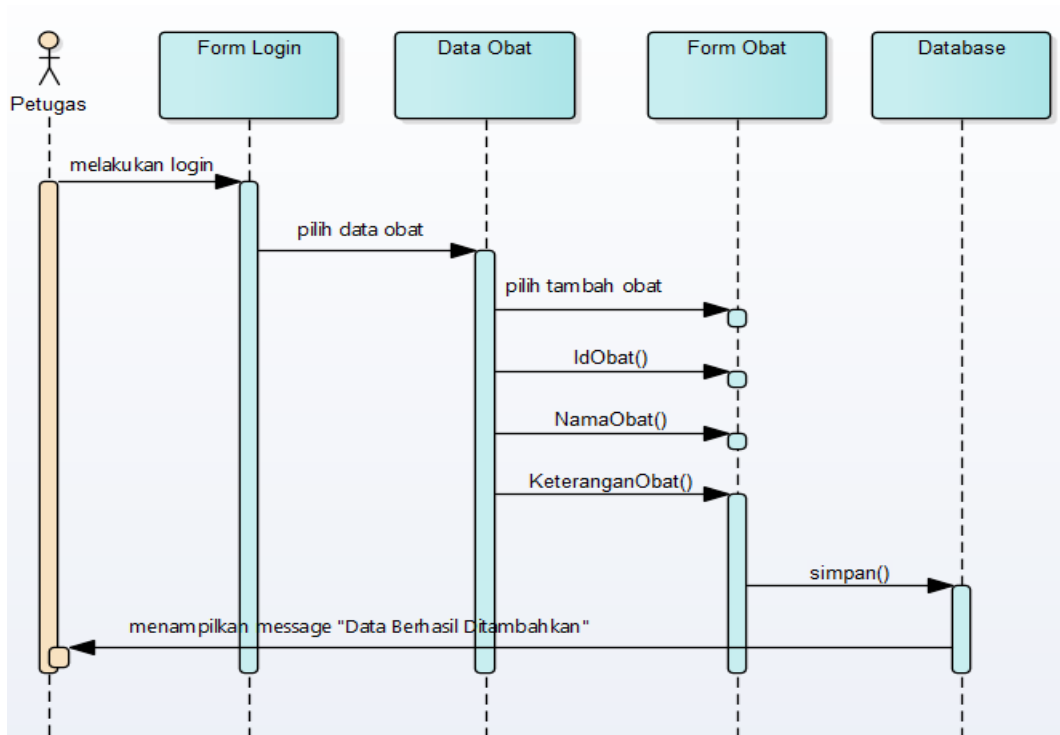 Form Login
Data Obat
Form Obat
Database
Petugas
melakukan login
pilih data obat
pilih tambah obat
IdObat()
NamaObat()
KeteranganObat()
simpan()
menampilkan message "Data Berhasil Ditambahkan"